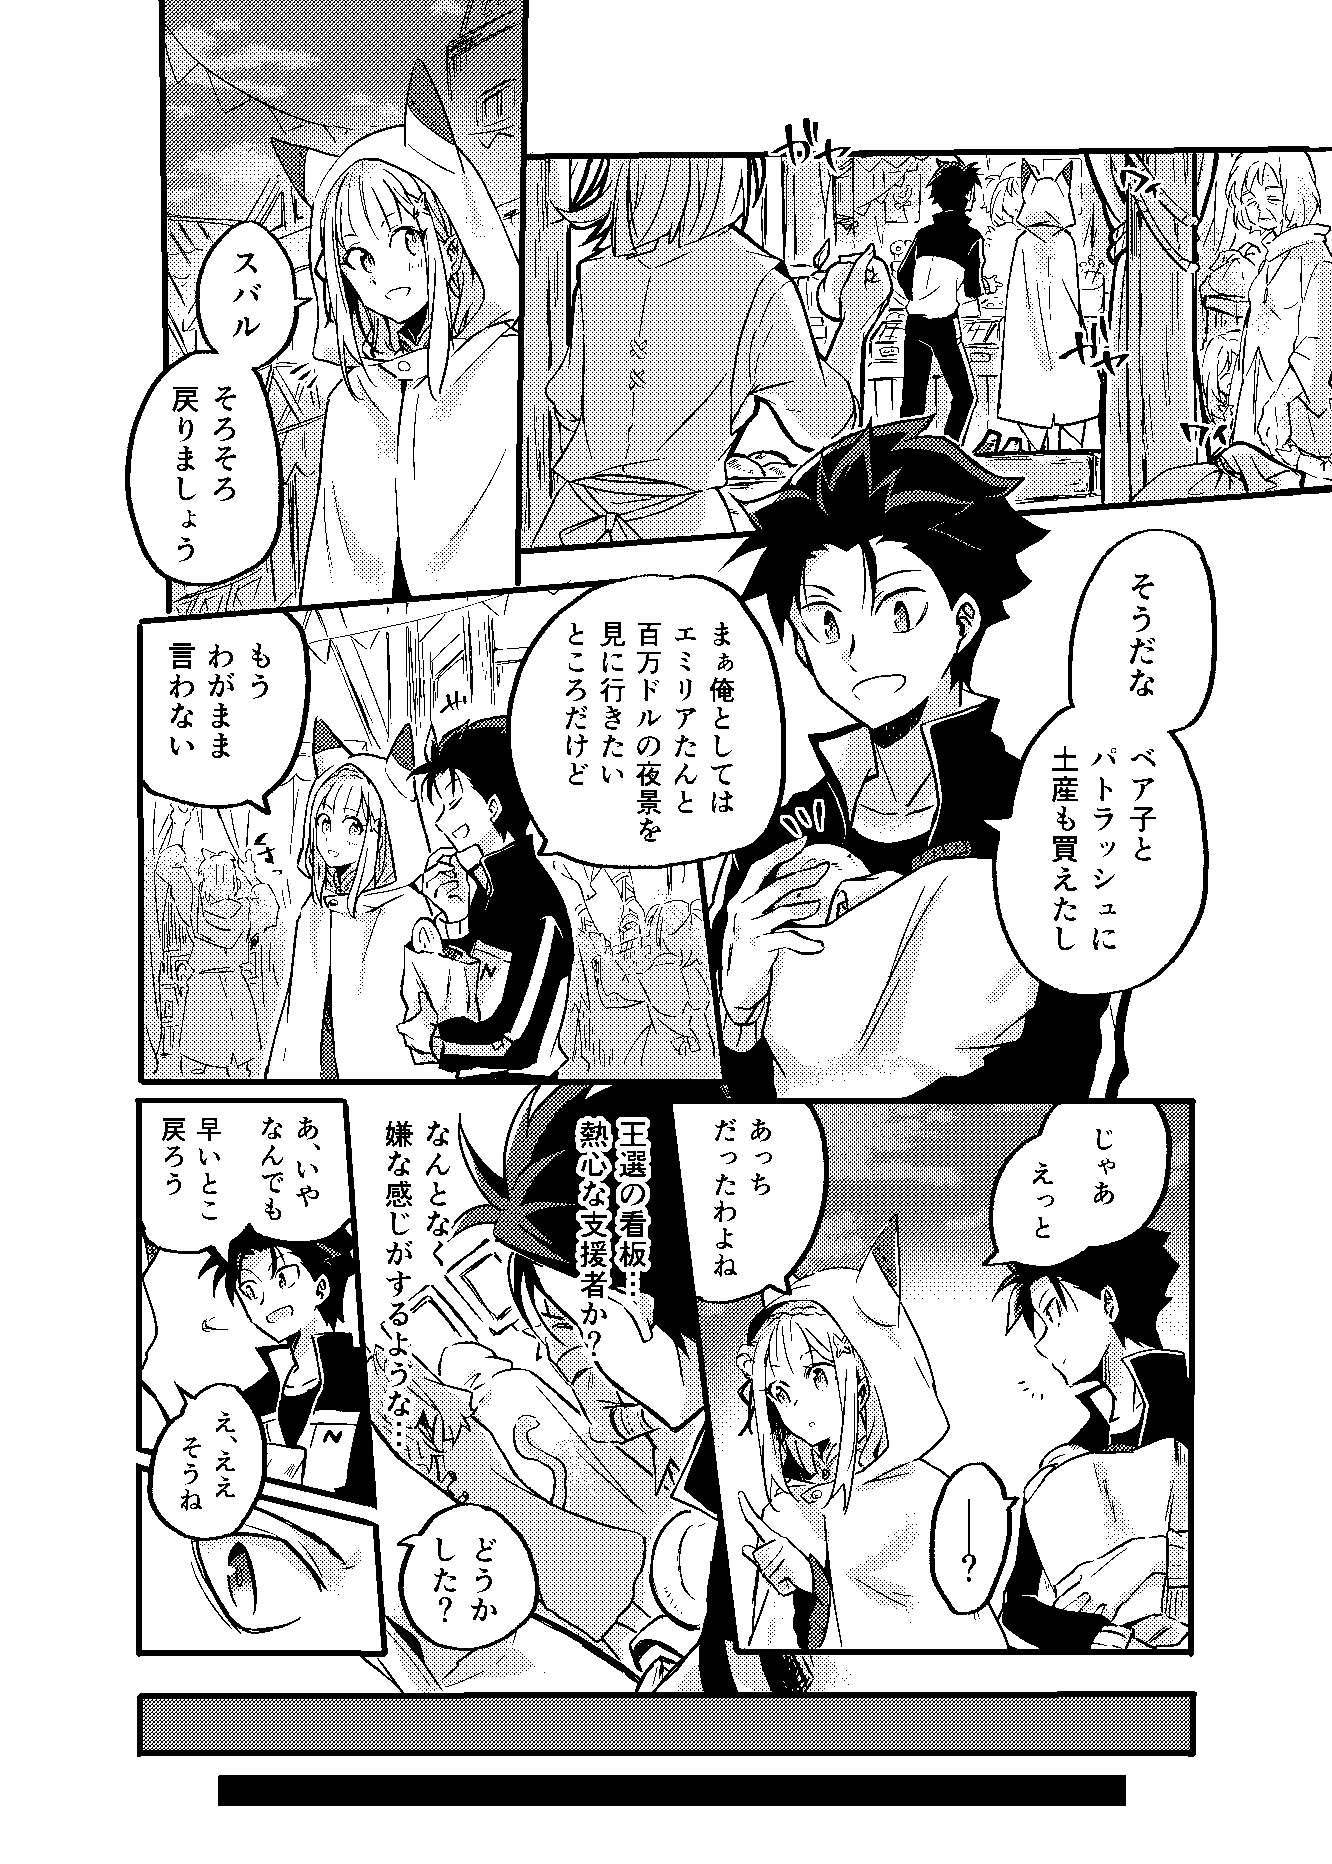 ガヤ
ワイ
ガヤ
ワイ
スバル
そろそろ
戻りましょう
そうだな
ベア子と
パトラッシュに
土産も買えたし
まぁ俺としては
エミリアたんと
百万ドルの夜景を
見に行きたい
ところだけど
もう
わがまま
言わない
じゃあ
えっと
あっち
だったわよね
―?
王選の看板…
熱心な支援者か?
なんとなく
嫌な感じがするような…
どうか
した?
あ、いや
なんでも
早いとこ
戻ろう
え、ええ
そうね
N